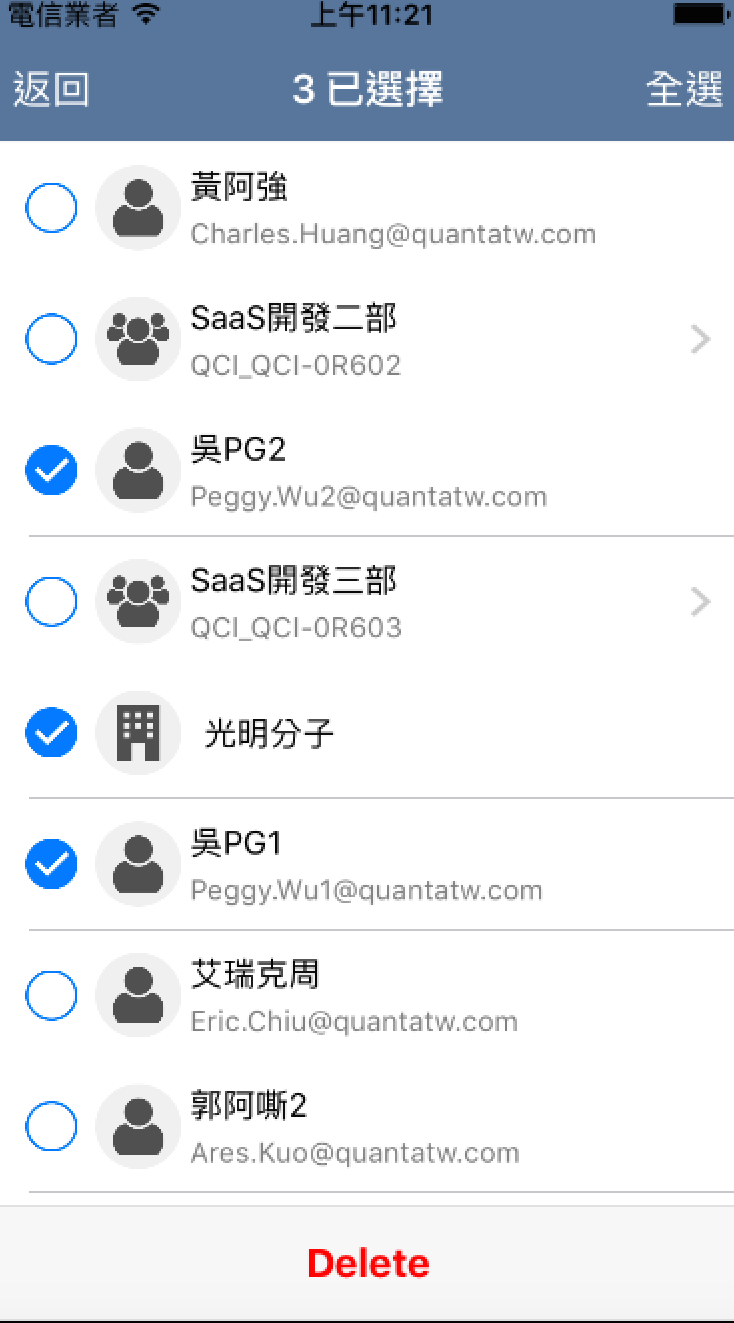 電信業者 上午11:21
返回 3 已選擇 全選
黃阿強
Charles.Huang@quantatw.com
SaaS開發二部
QCI_QCI-0R602
吳PG2
Peggy.Wu2@quantatw.com
SaaS開發三部
QCI_QCI-0R603
光明分子
吳PG1
Peggy.Wu1@quantatw.com
艾瑞克周
Eric.Chiu@quantatw.com
郭阿嘶2
Ares.Kuo@quantatw.com
Delete